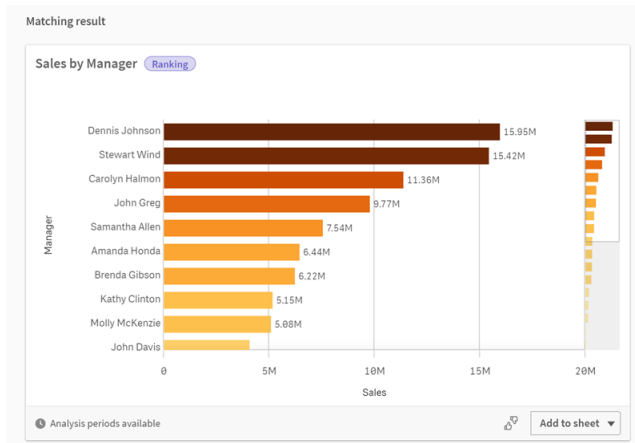 Matching result
Sales by Manager Ranking
Dennis Johnson 15.95M
Stewart Wind 15.42M
Carolyn Halmon 11.36M
John Greg 9.77M
Samantha Allen 7.54M
Amanda Honda 6.44M
Brenda Gibson 6.22M
Kathy Clinton 5.15M
Molly McKenzie 5.08M
John Davis
Manager
0 5M 10M 15M 20M
Sales
Analysis periods available
Add to sheet